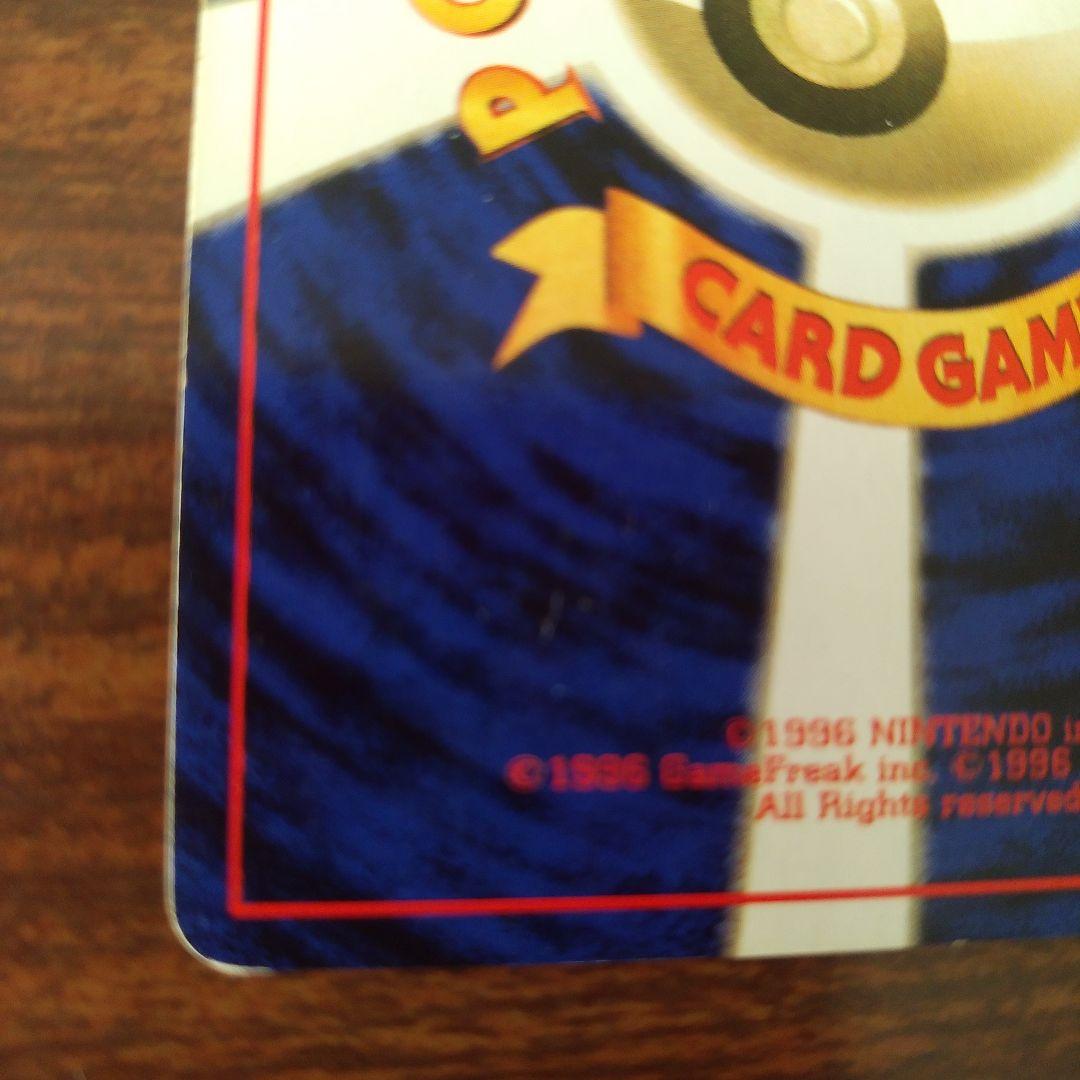 P O
CARD GAM
©1996 NINTENDO
©1996 GameFreak inc. ©1996
All Rights reserved